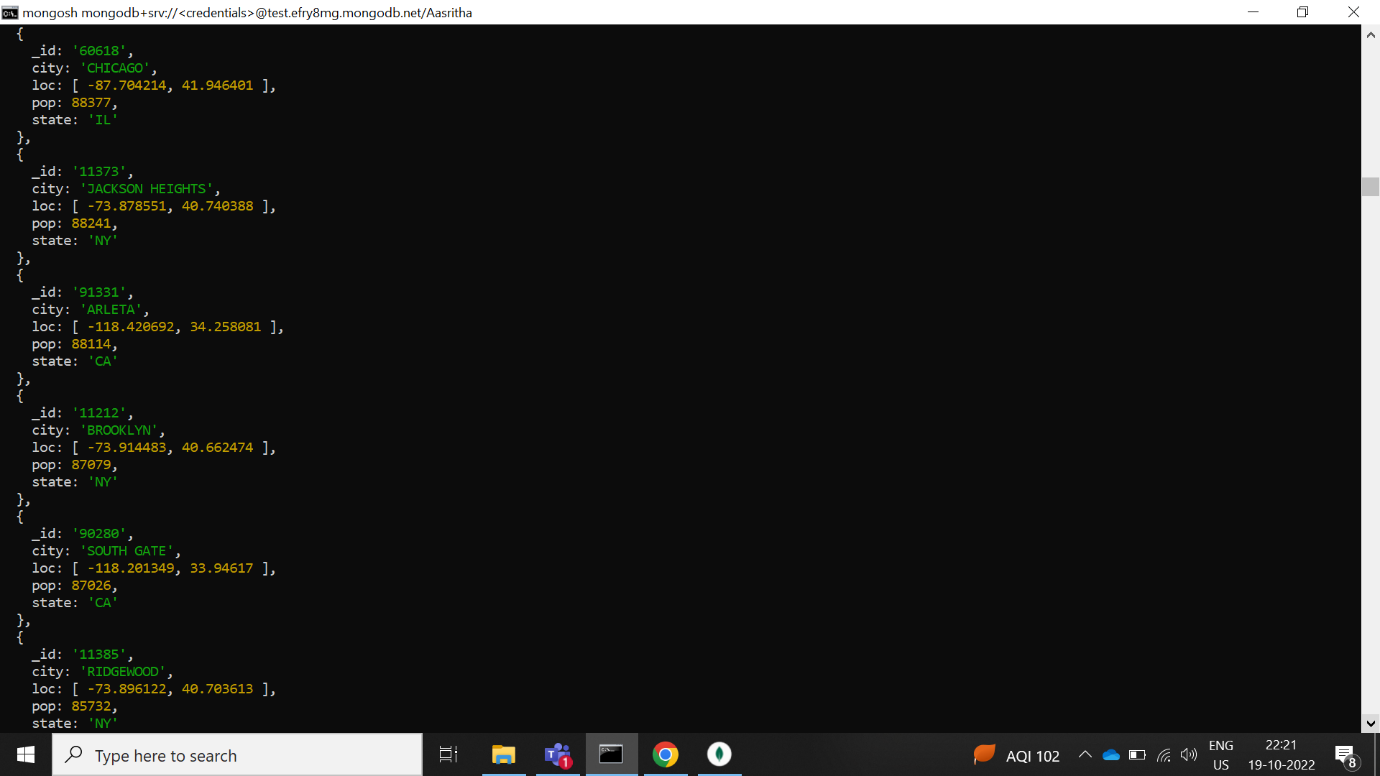 mongosh mongodb+srv://<credentials>@test.efry8mg.mongodb.net/Aasritha
{
_id: '60618',
city: 'CHICAGO',
loc: [ -87.704214, 41.946401 ],
pop: 88377,
state: 'IL'
},
{
_id: '11373',
city: 'JACKSON HEIGHTS',
loc: [ -73.878551, 40.740388 ],
pop: 88241,
state: 'NY'
},
{
_id: '91331',
city: 'ARLETA',
loc: [ -118.420692, 34.258081 ],
pop: 88114,
state: 'CA'
},
{
_id: '11212',
city: 'BROOKLYN',
loc: [ -73.914483, 40.662474 ],
pop: 87079,
state: 'NY'
},
{
_id: '90280',
city: 'SOUTH GATE',
loc: [ -118.201349, 33.94617 ],
pop: 87026,
state: 'CA'
},
{
_id: '11385',
city: 'RIDGEWOOD',
loc: [ -73.896122, 40.703613 ],
pop: 85732,
state: 'NY'
Type here to search
1
AQI 102
ENG
US
22:21
19-10-2022
8